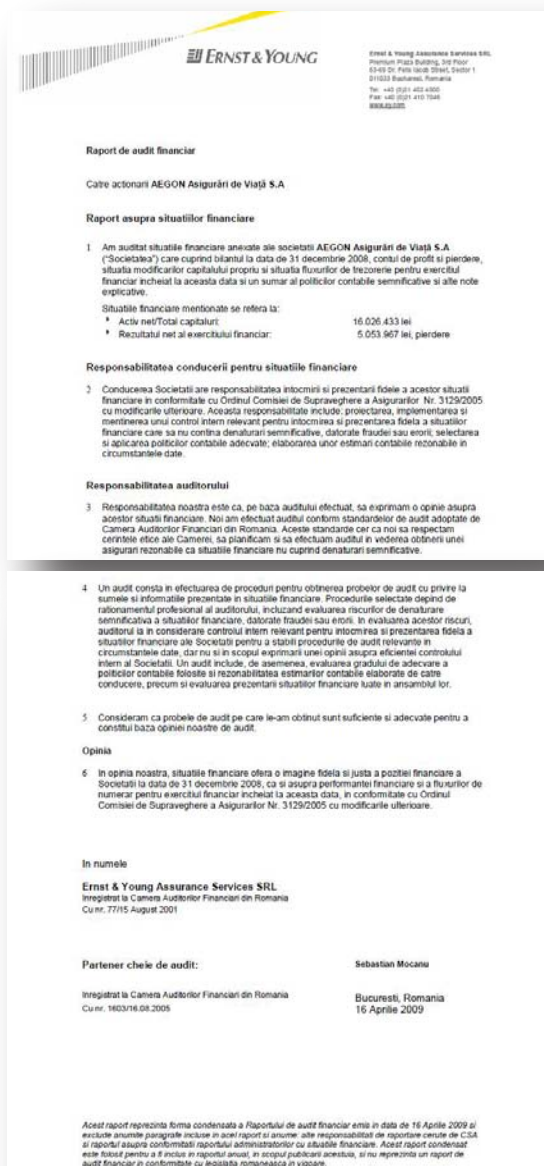 ERNST & YOUNG
Ernst & Young Assurance Services SRL
Premium Plaza Building, 3rd Floor
63-69 Dr. Felix Iacob Street, Sector 1
011033 Bucharest, Romania
Tel: +40 (0)21 402 4000
Fax: +40 (0)21 410 7046
www.ey.com
Raport de audit financiar
Catre actionarii AEGON Asigurări de Viață S.A
Raport asupra situatiilor financiare
1 Am auditat situatiile financiare anexate ale societatii AEGON Asigurări de Viață S.A
("Societatea") care cuprind bilantul la data de 31 decembrie 2008, contul de profit si pierdere,
situatia modificarilor capitalului propriu si situatia fluxurilor de trezorerie pentru exercitiul
financiar incheiat la aceasta data si un sumar al politicilor contabile semnificative si alte note
explicative.
Situatiile financiare mentionate se refera la:
* Activ net/Total capitaluri: 16.026.433 lei
* Rezultatul net al exercitiului financiar: 5.053.967 lei, pierdere
Responsabilitatea conducerii pentru situatiile financiare
2 Conducerea Societatii are responsabilitatea intocmirii si prezentarii fidele a acestor situatii
financiare in conformitate cu Ordinul Comisiei de Supraveghere a Asigurarilor Nr. 3129/2005
cu modificarile ulterioare. Aceasta responsabilitate include: proiectarea, implementarea si
mentinerea unui control intern relevant pentru intocmirea si prezentarea fidela a situatiilor
financiare care sa nu contina denaturari semnificative, datorate fraudei sau erorii; selectarea
si aplicarea politicilor contabile adecvate; elaborarea unor estimari contabile rezonabile in
circumstantele date.
Responsabilitatea auditorului
3 Responsabilitatea noastra este ca, pe baza auditului efectuat, sa exprimam o opinie asupra
acestor situatii financiare. Noi am efectuat auditul conform standardelor de audit adoptate de
Camera Auditorilor Financiari din Romania. Aceste standarde cer ca noi sa respectam
cerintele etice ale Camerei, sa planificam si sa efectuam auditul in vederea obtinerii unei
asigurari rezonabile ca situatiile financiare nu cuprind denaturari semnificative.
4 Un audit consta in efectuarea de proceduri pentru obtinerea probelor de audit cu privire la
sumele si informatiile prezentate in situatiile financiare. Procedurile selectate depind de
rationamentul profesional al auditorului, incluzand evaluarea riscurilor de denaturare
semnificativa a situatiilor financiare, datorate fraudei sau erorii. In evaluarea acestor riscuri,
auditorul ia in considerare controlul intern relevant pentru intocmirea si prezentarea fidela a
situatiilor financiare ale Societatii pentru a stabili procedurile de audit relevante in
circumstantele date, dar nu si in scopul exprimarii unei opinii asupra eficientei controlului
intern al Societatii. Un audit include, de asemenea, evaluarea gradului de adecvare a
politicilor contabile folosite si rezonabilitatea estimarilor contabile elaborate de catre
conducere, precum si evaluarea prezentarii situatiilor financiare luate in ansamblul lor.
5 Consideram ca probele de audit pe care le-am obtinut sunt suficiente si adecvate pentru a
constitui baza opiniei noastre de audit.
Opinia
6 In opinia noastra, situatiile financiare ofera o imagine fidela si justa a pozitiei financiare a
Societatii la data de 31 decembrie 2008, ca si asupra performantei financiare si a fluxurilor de
numerar pentru exercitiul financiar incheiat la aceasta data, in conformitate cu Ordinul
Comisiei de Supraveghere a Asigurarilor Nr. 3129/2005 cu modificarile ulterioare.
In numele
Ernst & Young Assurance Services SRL
Inregistrat la Camera Auditorilor Financiari din Romania
Cu nr. 77/15 August 2001
Partener cheie de audit: Sebastian Mocanu
Inregistrat la Camera Auditorilor Financiari din Romania
Cu nr. 1603/16.08.2005
Bucuresti, Romania
16 Aprilie 2009
Acest raport reprezinta forma condensata a Raportului de audit financiar emis in data de 16 Aprilie 2009 si
exclude anumite paragrafe incluse in acel raport si anume: alte responsabilitati de raportare cerute de CSA
si raportul asupra conformitatii raportului administratorilor cu situatiile financiare. Acest raport condensat
este folosit pentru a fi inclus in raportul anual, in scopul publicarii acestuia, si nu reprezinta un raport de
audit financiar in conformitate cu legislatia romaneasca in vigoare.